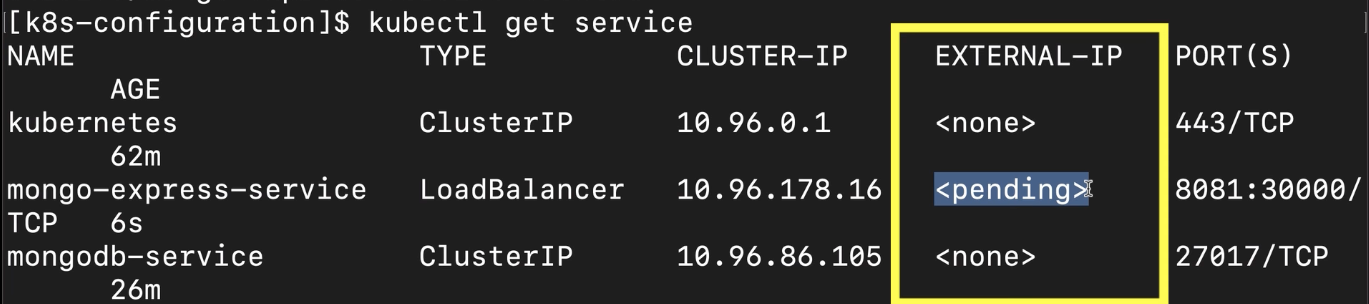 [k8s-configuration]$ kubectl get service
NAME TYPE CLUSTER-IP EXTERNAL-IP PORT(S)
AGE
kubernetes ClusterIP 10.96.0.1 <none> 443/TCP
62m
mongo-express-service LoadBalancer 10.96.178.16 <pending> 8081:30000/
TCP 6s
mongodb-service ClusterIP 10.96.86.105 <none> 27017/TCP
26m